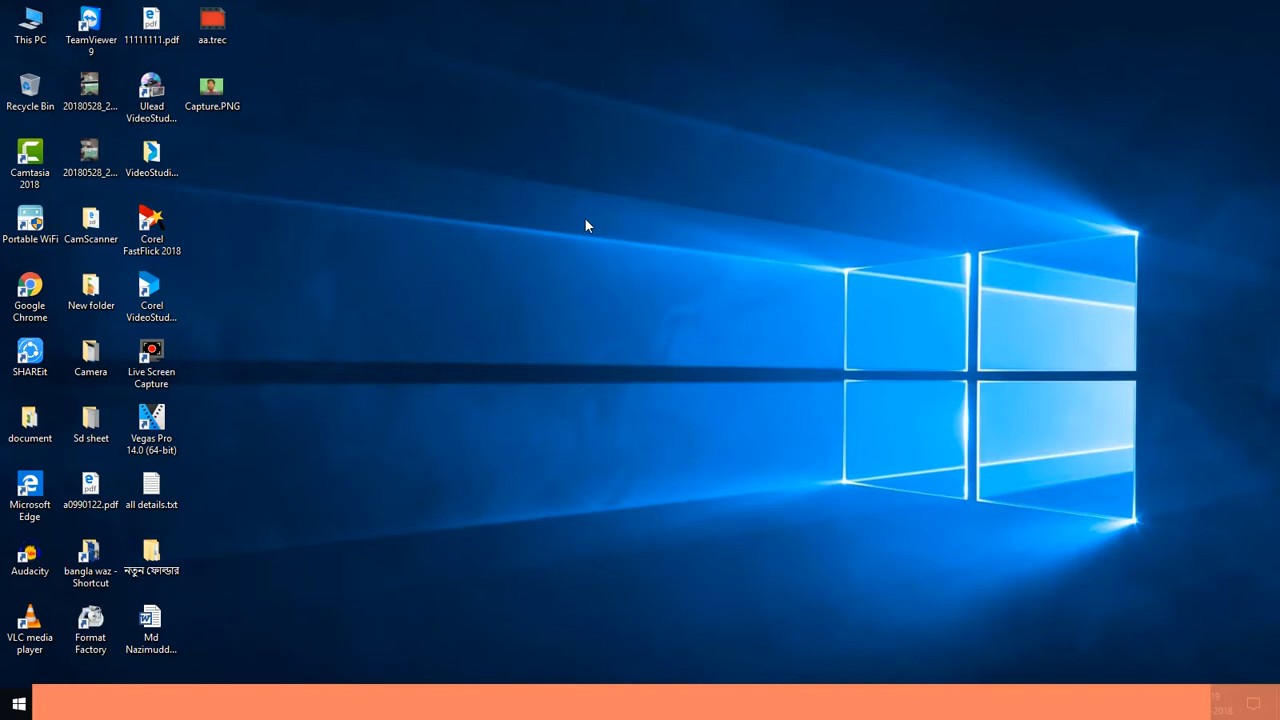 This PC
TeamViewer
9
11111111.pdf
aa.trec
Recycle Bin
20180528_2...
Ulead
VideoStud...
Capture.PNG
Camtasia
2018
20180528_2...
VideoStudi...
Portable WiFi
CamScanner
Corel
FastFlick 2018
Google
Chrome
New folder
Corel
VideoStud...
SHAREit
Camera
Live Screen
Capture
document
Sd sheet
Vegas Pro
14.0 (64-bit)
Microsoft
Edge
a0990122.pdf
all details.txt
Audacity
bangla waz -
Shortcut
নতুন ফোল্ডার
VLC media
player
Format
Factory
Md
Nazimudd...
19
-2018